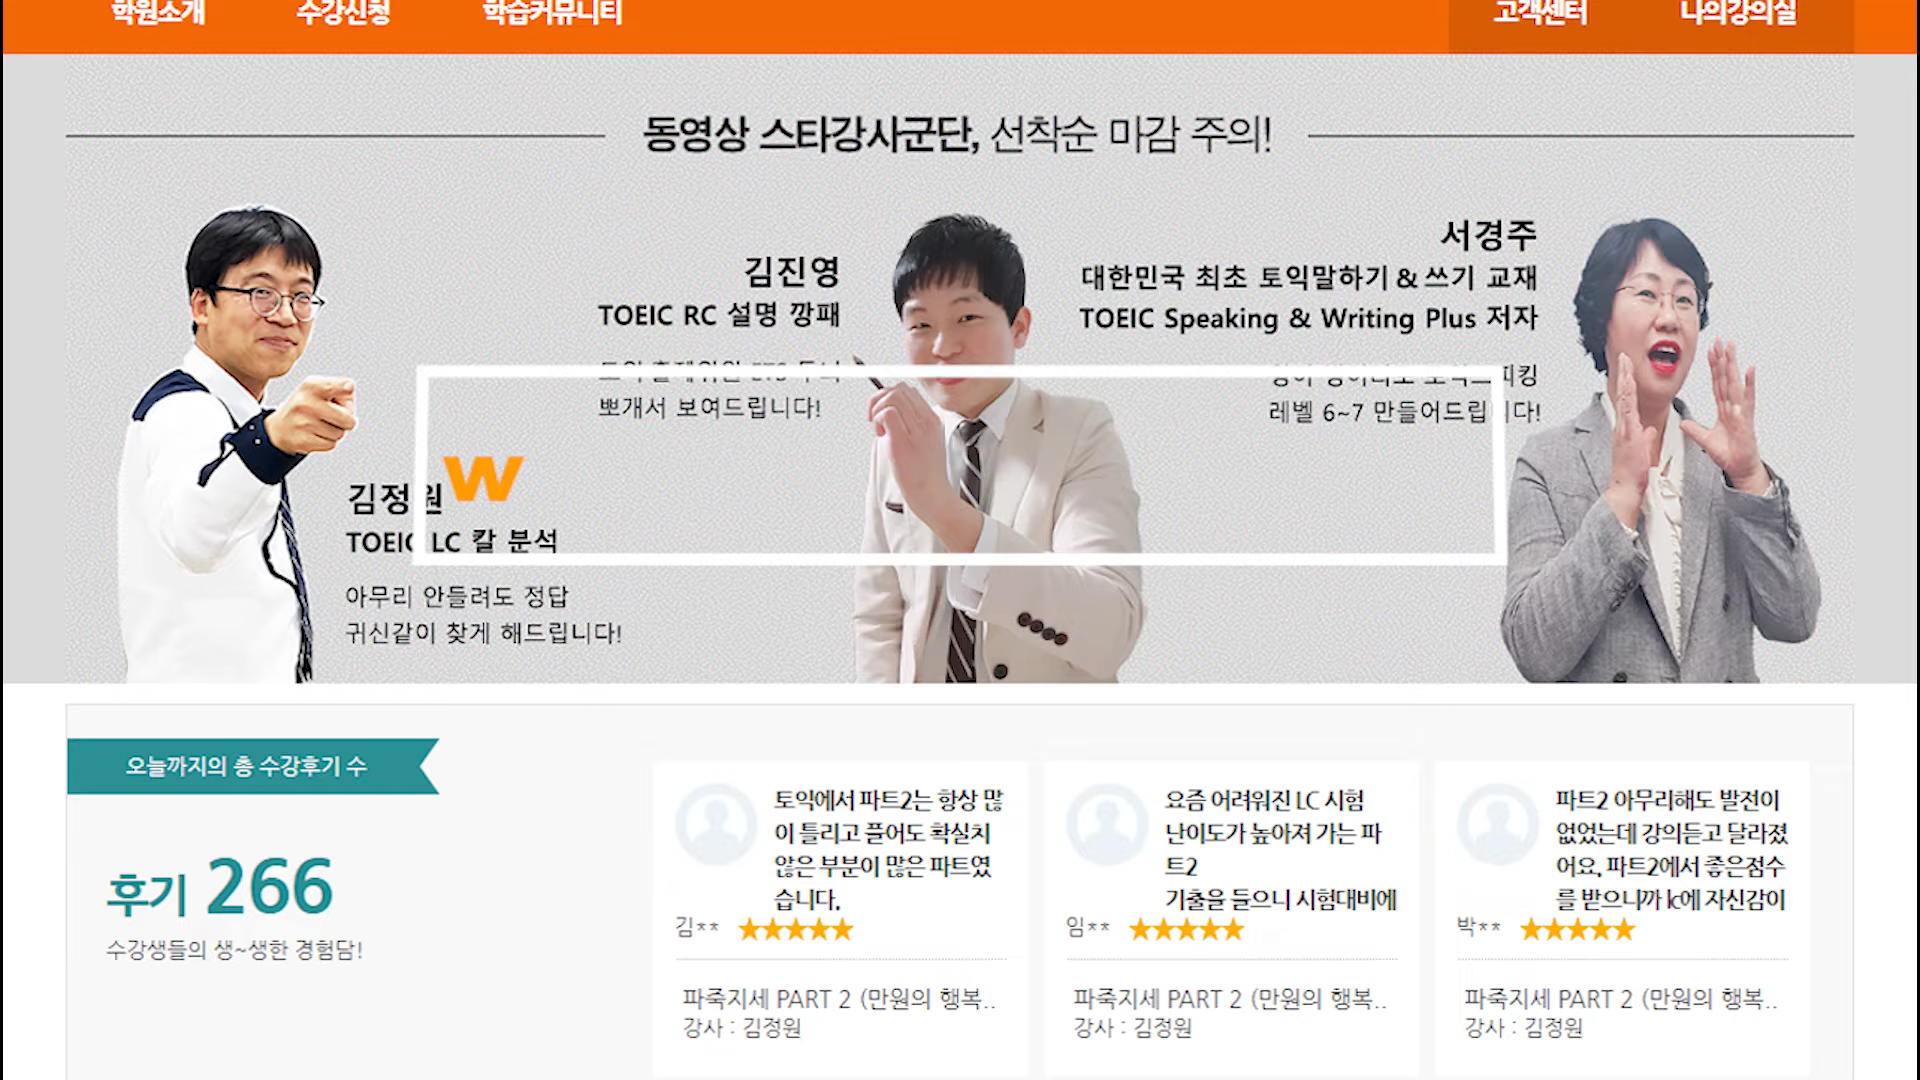 학원소개
수강신청
학습커뮤니티
고객센터
나의강의실
동영상 스타강사군단, 선착순 마감 주의!
서경주
대한민국 최초 토익말하기 & 쓰기 교재
TOEIC Speaking & Writing Plus 저자
레벨 6~7 만들어드립니다!
김진영
TOEIC RC 설명 깡패
뽀개서 보여드립니다!
W
김정원
TOEIC LC 칼 분석
아무리 안들려도 정답
귀신같이 찾게 해드립니다!
오늘까지의 총 수강후기 수
후기 266
수강생들의 생~생한 경험담!
토익에서 파트2는 항상 많
이 틀리고 풀어도 확실치
않은 부분이 많은 파트였
습니다.
김** ★★★★★
파죽지세 PART 2 (만원의 행복..
강사 : 김정원
요즘 어려워진 LC 시험
난이도가 높아져 가는 파
트2
기출을 들으니 시험대비에
임** ★★★★★
파죽지세 PART 2 (만원의 행복..
강사 : 김정원
파트2 아무리해도 발전이
없었는데 강의듣고 달라졌
어요. 파트2에서 좋은점수
를 받으니까 lc에 자신감이
박** ★★★★★
파죽지세 PART 2 (만원의 행복..
강사 : 김정원